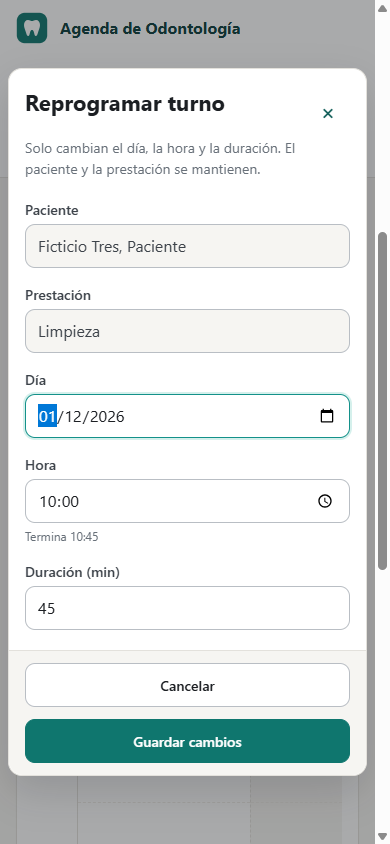 Agenda de Odontología
Reprogramar turno
Solo cambian el día, la hora y la duración. El
paciente y la prestación se mantienen.
Paciente
Ficticio Tres, Paciente
Prestación
Limpieza
Día
01/12/2026
Hora
10:00
Termina 10:45
Duración (min)
45
Cancelar
Guardar cambios